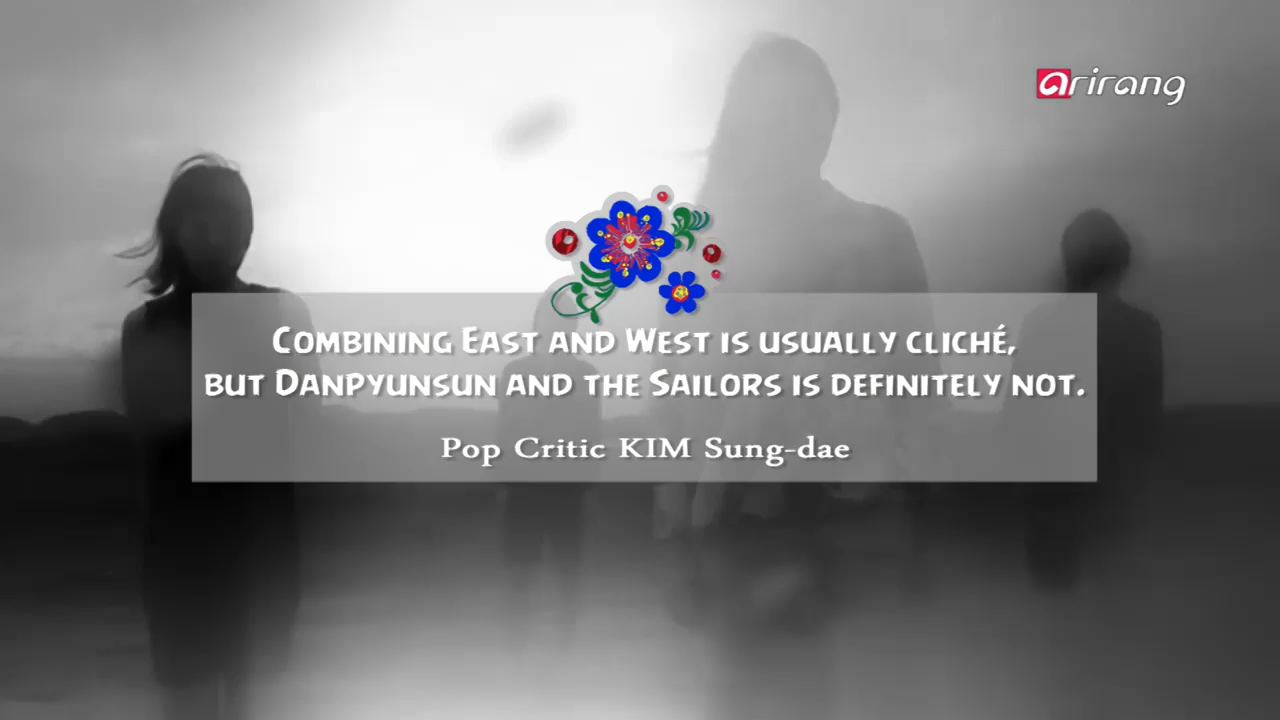 arirang
Combining East and West is usually cliché,
but Danpyunsun and the Sailors is definitely not.
Pop Critic KIM Sung-dae